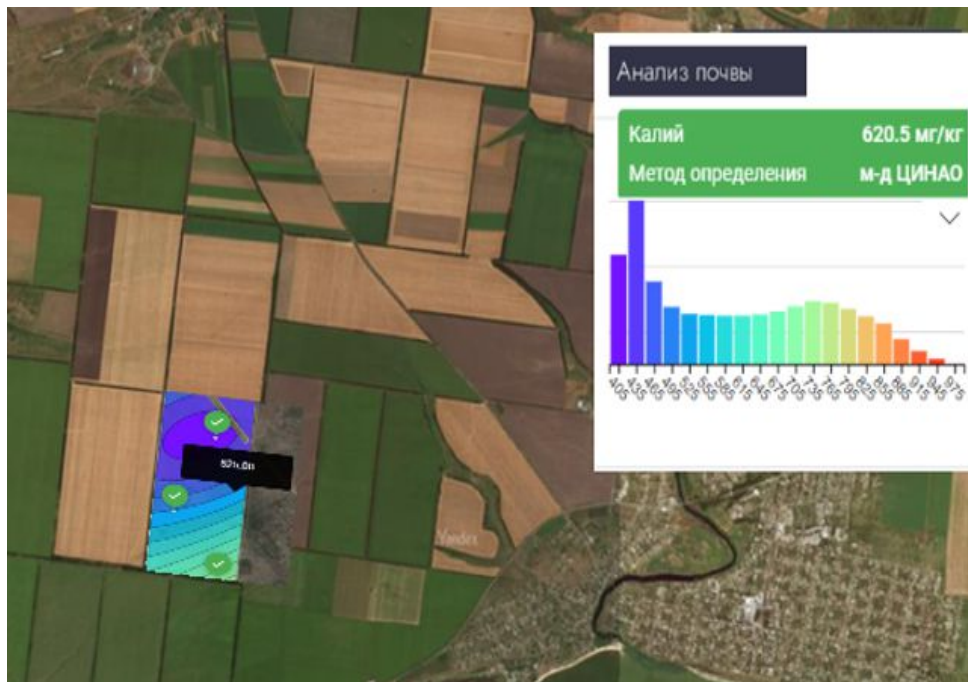 Анализ почвы
Калий 620.5 мг/кг
Метод определения м-д ЦИНАО
405 435 465 495 525 555 585 615 645 675 705 735 765 795 825 855 885 915 945 975
Yandex